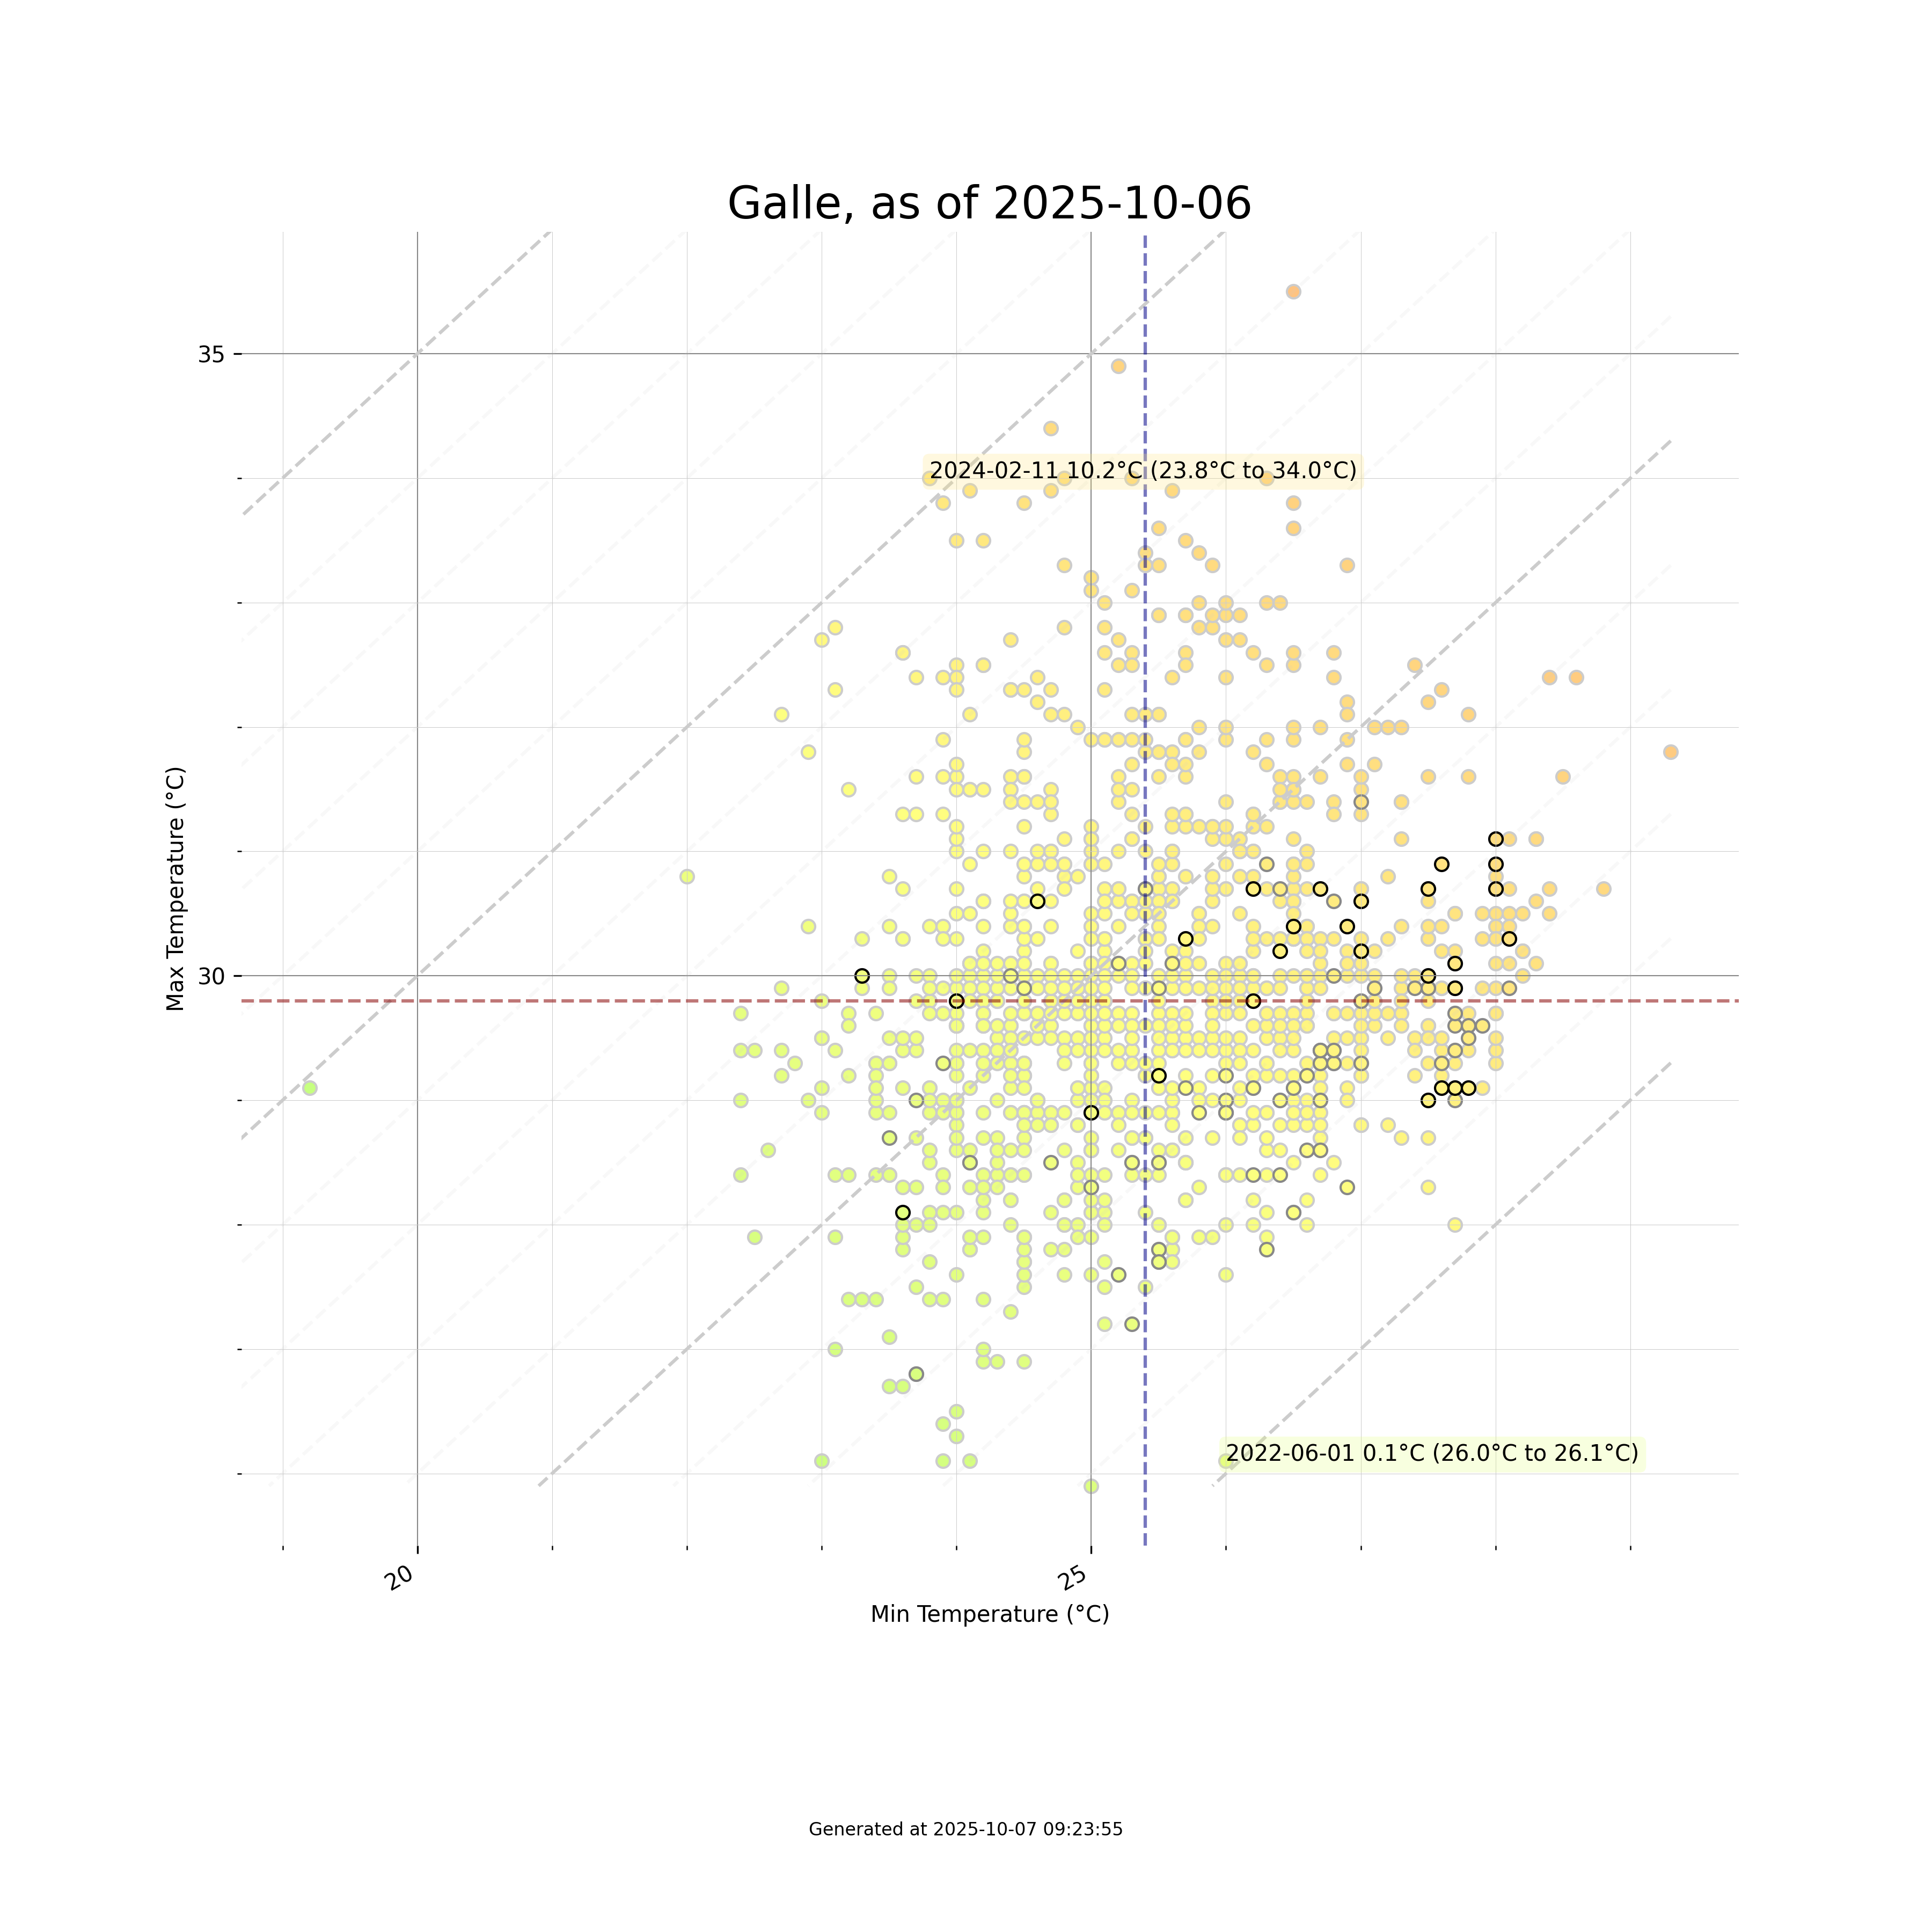 Galle, as of 2025-10-06
35
2024-02-11 10.2°C (23.8°C to 34.0°C)
Max Temperature (°C)
30
2022-06-01 0.1°C (26.0°C to 26.1°C)
20
25
Min Temperature (°C)
Generated at 2025-10-07 09:23:55